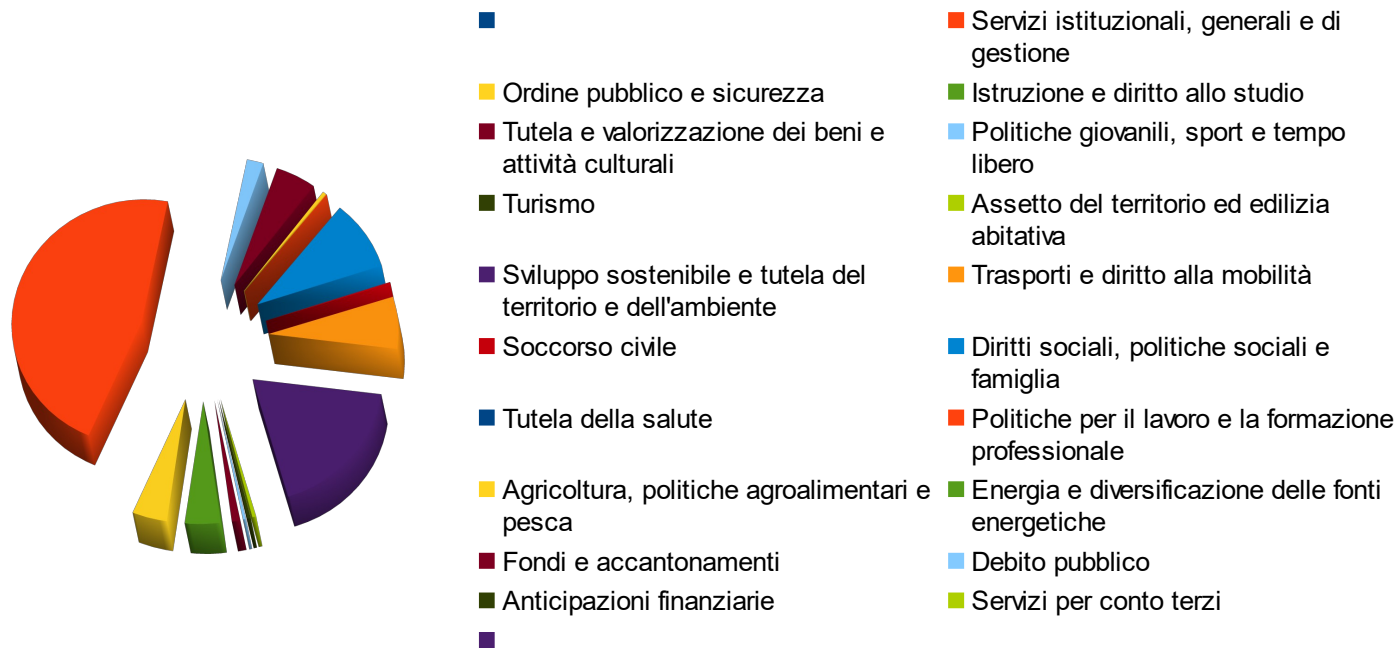 Servizi istituzionali, generali e di
gestione
Ordine pubblico e sicurezza
Istruzione e diritto allo studio
Tutela e valorizzazione dei beni e
attività culturali
Politiche giovanili, sport e tempo
libero
Turismo
Assetto del territorio ed edilizia
abitativa
Sviluppo sostenibile e tutela del
territorio e dell'ambiente
Trasporti e diritto alla mobilità
Soccorso civile
Diritti sociali, politiche sociali e
famiglia
Tutela della salute
Politiche per il lavoro e la formazione
professionale
Agricoltura, politiche agroalimentari e
pesca
Energia e diversificazione delle fonti
energetiche
Fondi e accantonamenti
Debito pubblico
Anticipazioni finanziarie
Servizi per conto terzi